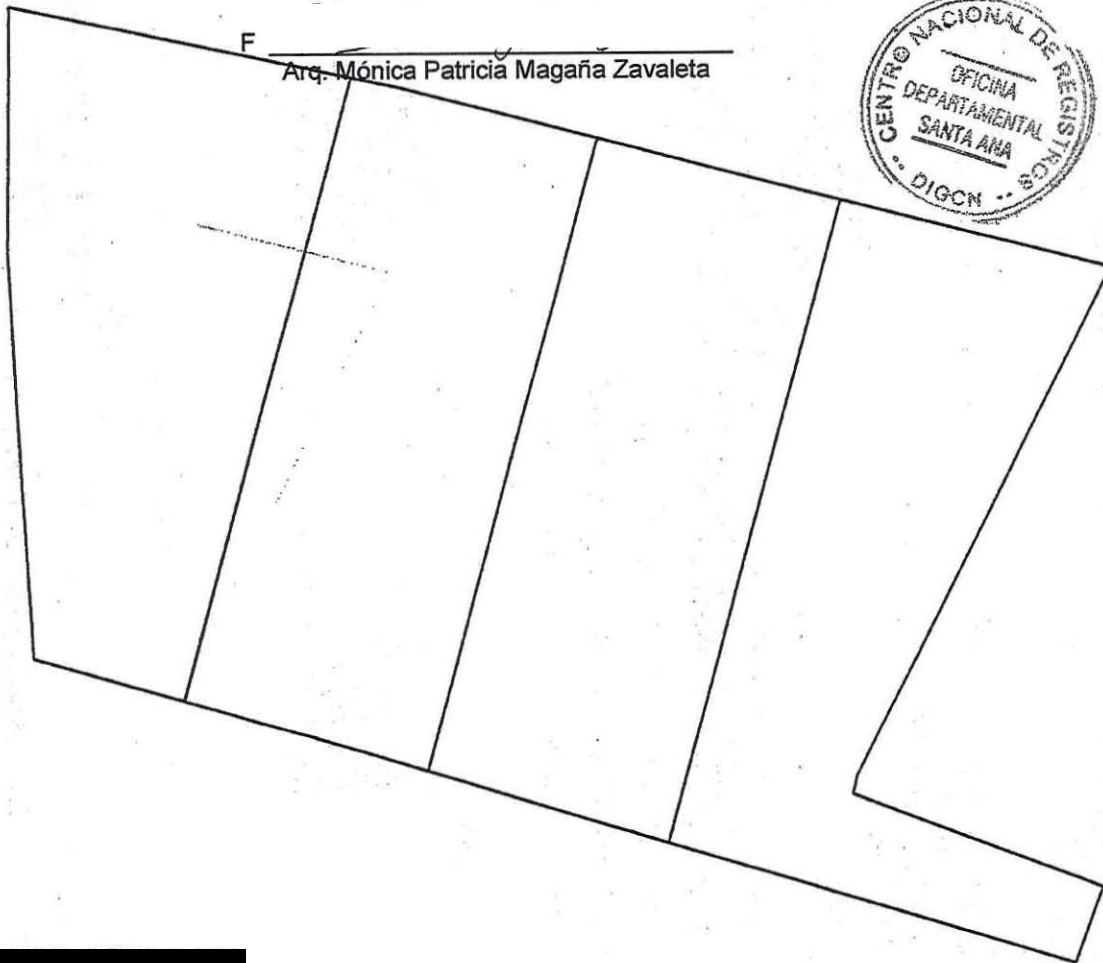 F
Arq. Mónica Patricia Magaña Zavaleta
CENTRO NACIONAL DE REGISTROS
OFICINA
DEPARTAMENTAL
SANTA ANA
DIGCN